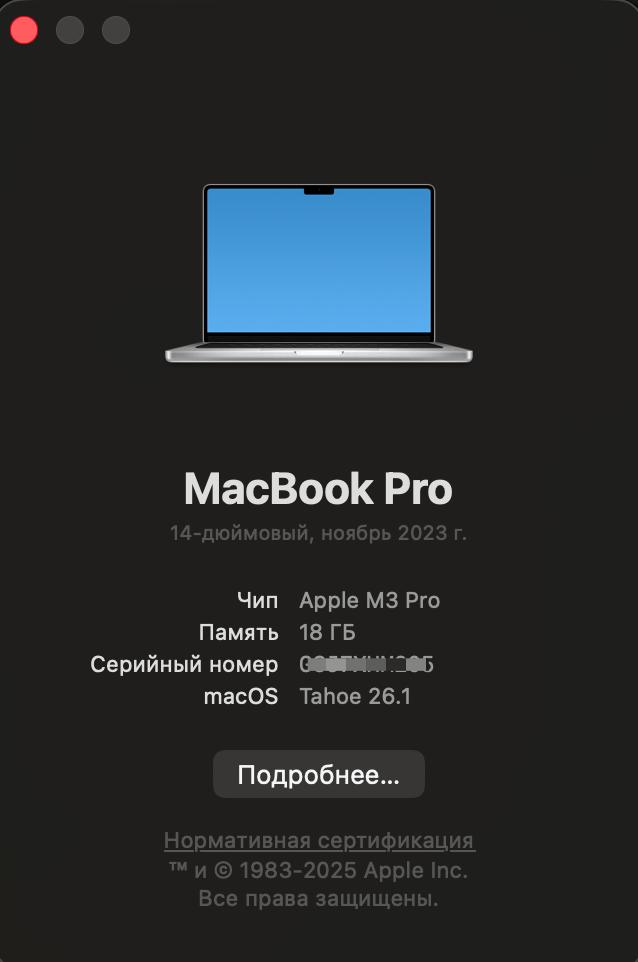 MacBook Pro
14-дюймовый, ноябрь 2023 г.
Чип Apple M3 Pro
Память 18 ГБ
Серийный номер
macOS Tahoe 26.1
Подробнее...
Нормативная сертификация
™ и © 1983-2025 Apple Inc.
Все права защищены.